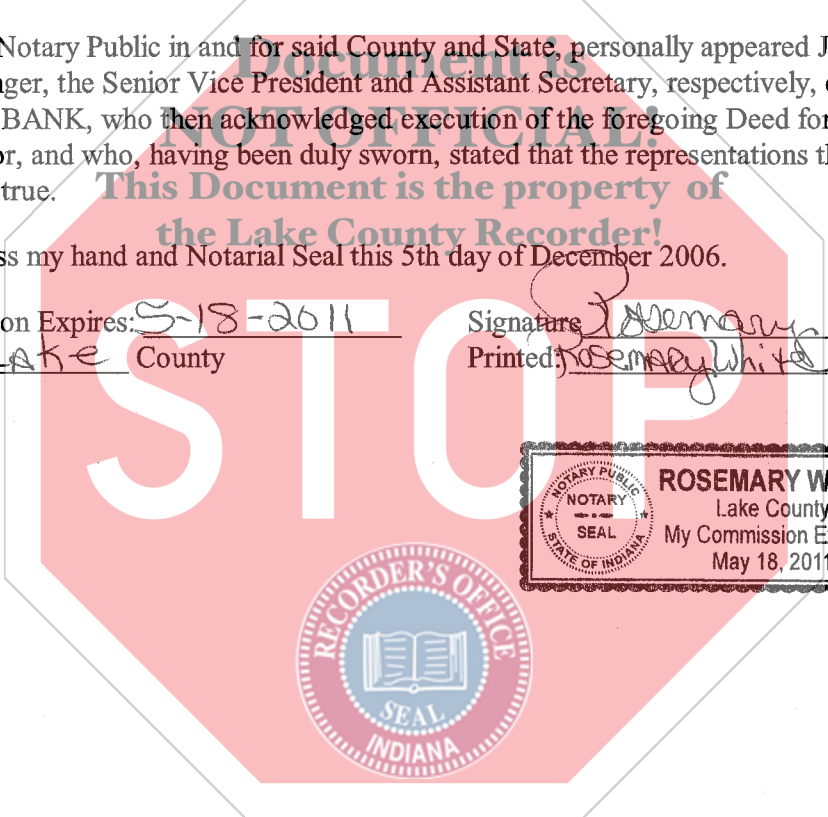 Document is
Notary Public in and for said County and State, personally appeared J
nger, the Senior Vice President and Assistant Secretary, respectively,
NOT OFFICIAL!
BANK, who then acknowledged execution of the foregoing Deed for
or, and who, having been duly sworn, stated that the representations th
true.
This Document is the property of
the Lake County Recorder!
ss my hand and Notarial Seal this 5th day of December 2006.
on Expires: 5-18-2011
Signature Rosemary
LAKE County
Printed: Rosemary White
STOP
NOTARY PUBLIC
NOTARY
SEAL
STATE OF INDIANA
ROSEMARY W
Lake County
My Commission E
May 18, 2011
RECORDER'S OFFICE
SEAL
INDIANA